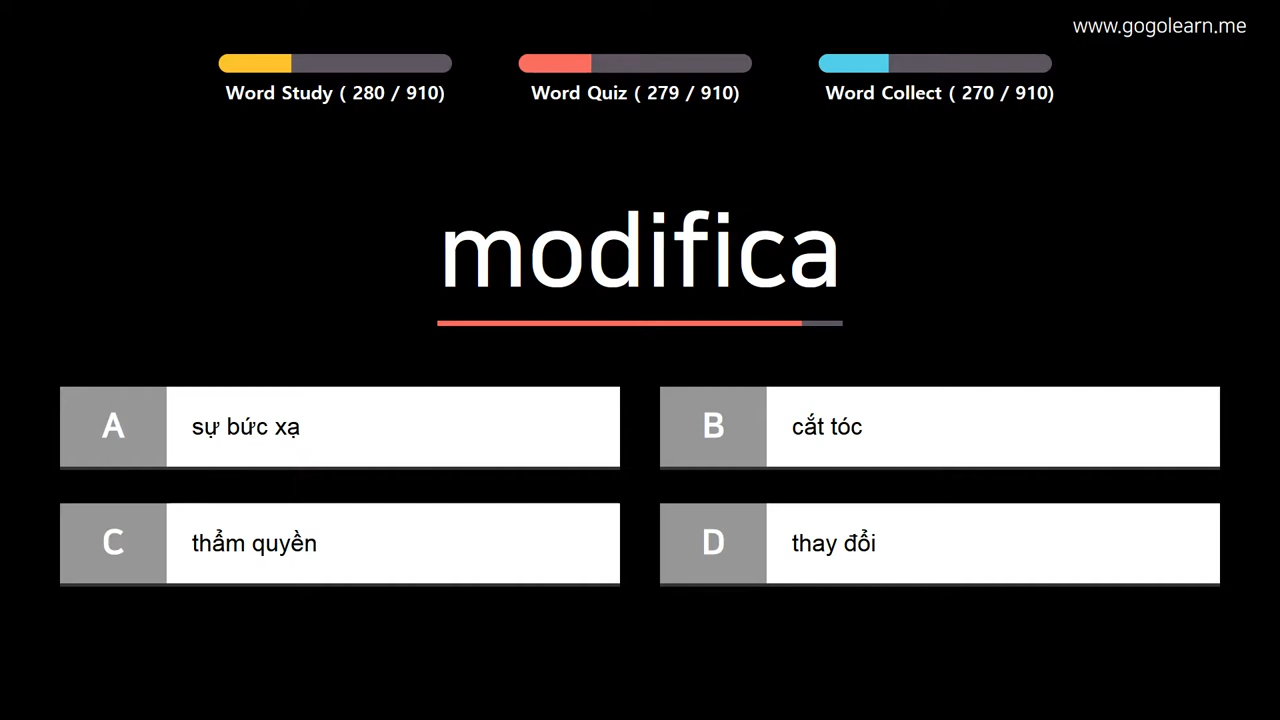 www.gogolearn.me
Word Study ( 280 / 910)
Word Quiz ( 279 / 910)
Word Collect ( 270 / 910)
modifica
A sự bức xạ
B cắt tóc
C thẩm quyền
D thay đổi